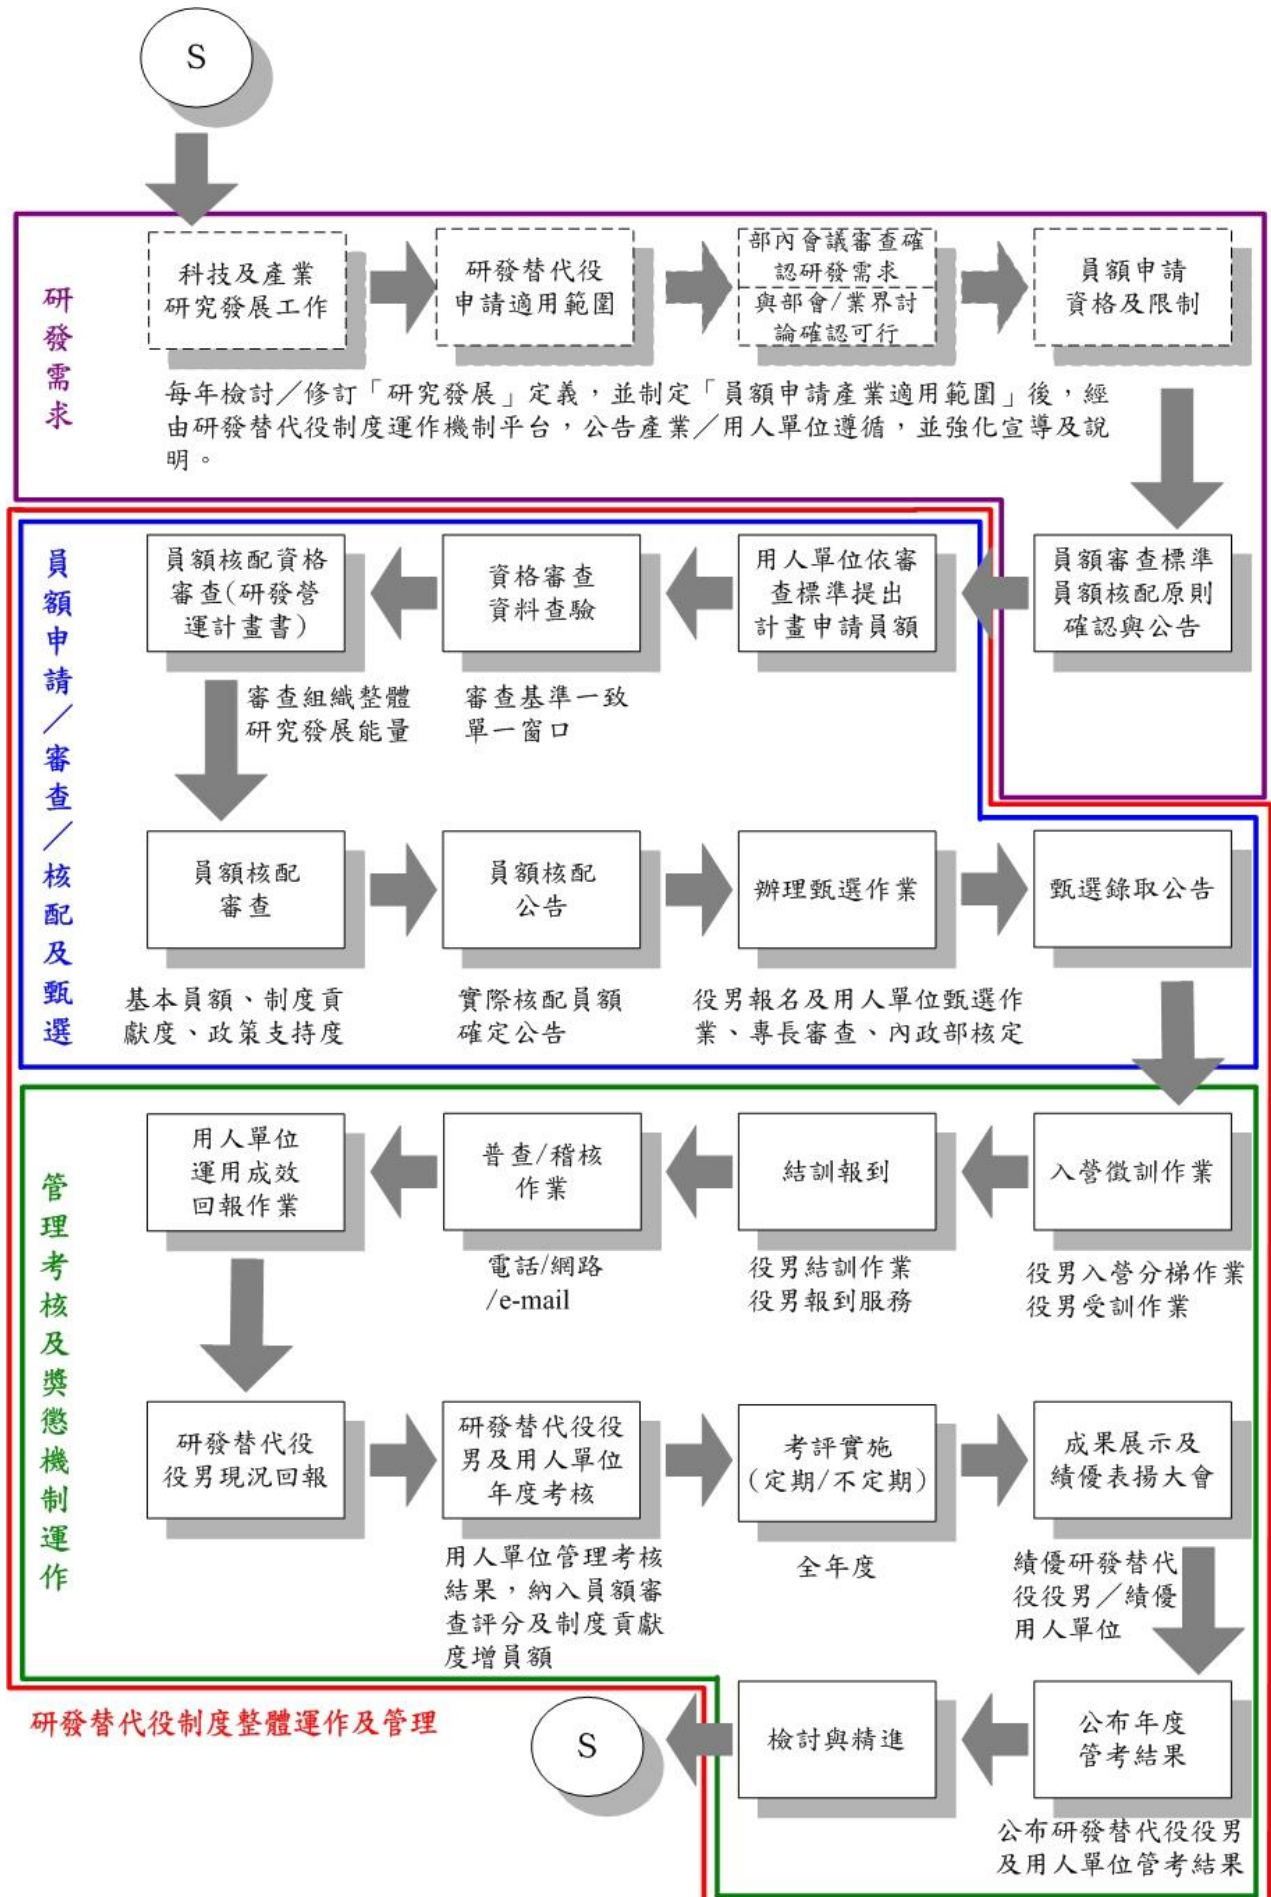 S
研發需求
科技及產業
研究發展工作
研發替代役
申請適用範圍
部內會議審查確
認研發需求
與部會/業界討
論確認可行
員額申請
資格及限制
每年檢討／修訂「研究發展」定義，並制定「員額申請產業適用範圍」後，經
由研發替代役制度運作機制平台，公告產業／用人單位遵循，並強化宣導及說
明。
員額審查標準
員額核配原則
確認與公告
員額申請／審查／核配及甄選
用人單位依審
查標準提出
計畫申請員額
資格審查
資料查驗
審查基準一致
單一窗口
員額核配資格
審查(研發營
運計畫書)
審查組織整體
研究發展能量
員額核配
審查
基本員額、制度貢
獻度、政策支持度
員額核配
公告
實際核配員額
確定公告
辦理甄選作業
役男報名及用人單位甄選作
業、專長審查、內政部核定
甄選錄取公告
管理考核及獎懲機制運作
入營徵訓作業
役男入營分梯作業
役男受訓作業
結訓報到
役男結訓作業
役男報到服務
普查/稽核
作業
電話/網路
/e-mail
用人單位
運用成效
回報作業
研發替代役
役男現況回報
研發替代役役
男及用人單位
年度考核
用人單位管理考核
結果，納入員額審
查評分及制度貢獻
度增員額
考評實施
(定期/不定期)
全年度
成果展示及
績優表揚大會
績優研發替代
役役男／績優
用人單位
公布年度
管考結果
公布研發替代役役男
及用人單位管考結果
檢討與精進
S
研發替代役制度整體運作及管理